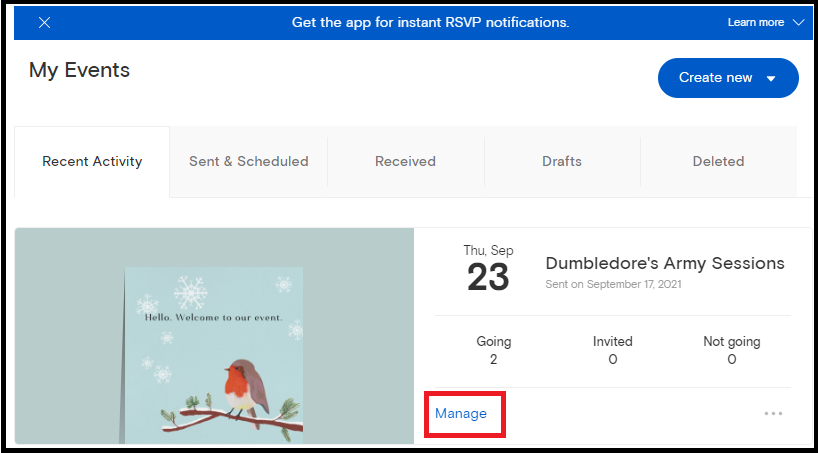 Get the app for instant RSVP notifications.
Learn more
My Events
Create new
Recent Activity
Sent & Scheduled
Received
Drafts
Deleted
Hello. Welcome to our event.
Thu, Sep
23
Dumbledore's Army Sessions
Sent on September 17, 2021
Going
2
Invited
0
Not going
0
Manage